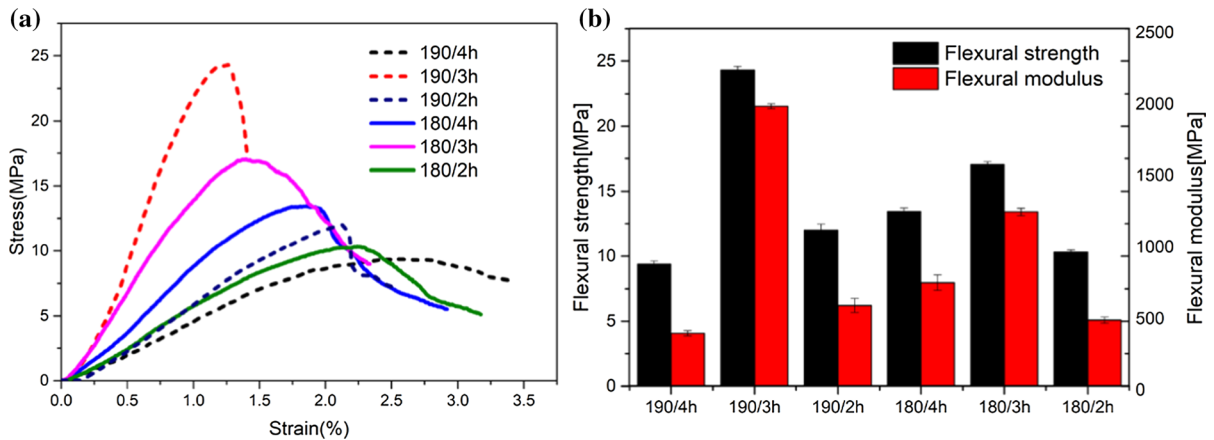 (a)
Stress(MPa)
25
20
15
10
5
0
0.0 0.5 1.0 1.5 2.0 2.5 3.0 3.5
Strain(%)
190/4h
190/3h
190/2h
180/4h
180/3h
180/2h
(b)
Flexural strength[MPa]
25
20
15
10
5
0
Flexural strength
Flexural modulus
2500
2000
1500
1000
500
0
Flexural modulus[MPa]
190/4h 190/3h 190/2h 180/4h 180/3h 180/2h